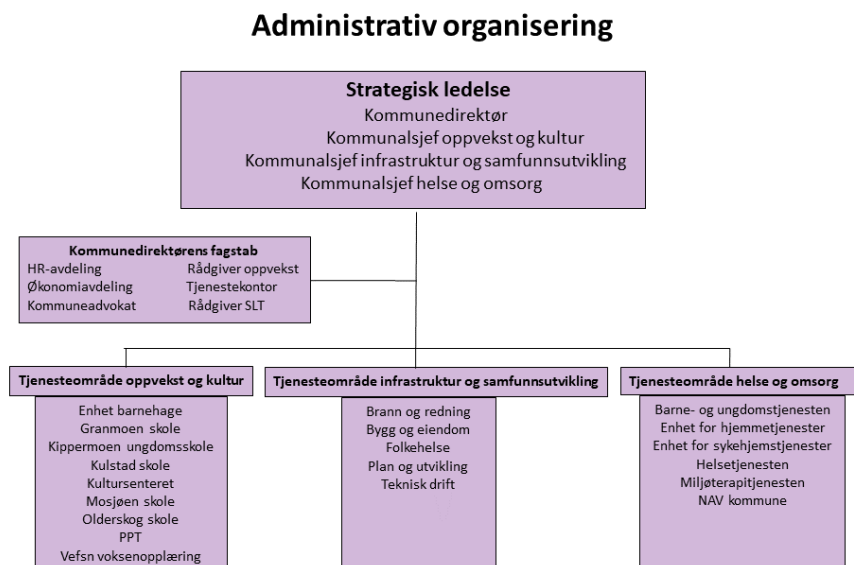 Administrativ organisering
Strategisk ledelse
Kommunedirektør
Kommunalsjef oppvekst og kultur
Kommunalsjef infrastruktur og samfunnsutvikling
Kommunalsjef helse og omsorg
Kommunedirektørens fagstab
HR-avdeling Rådgiver oppvekst
Økonomiavdeling Tjenestekontor
Kommuneadvokat Rådgiver SLT
Tjenesteområde oppvekst og kultur
Enhet barnehage
Granmoen skole
Kippermoen ungdomsskole
Kulstad skole
Kultursenteret
Mosjøen skole
Olderskog skole
PPT
Vefsn voksenopplæring
Tjenesteområde infrastruktur og samfunnsutvikling
Brann og redning
Bygg og eiendom
Folkehelse
Plan og utvikling
Teknisk drift
Tjenesteområde helse og omsorg
Barne- og ungdomstjenesten
Enhet for hjemmetjenester
Enhet for sykehjemstjenester
Helsetjenesten
Miljøterapitjenesten
NAV kommune